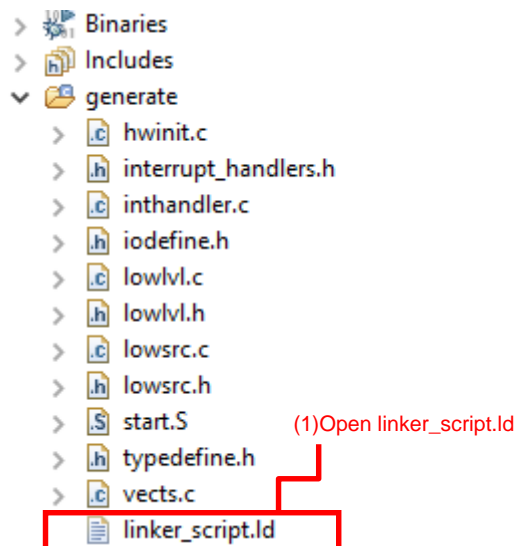 Binaries
Includes
generate
.c hwinit.c
.h interrupt_handlers.h
.c inthandler.c
.h iodefine.h
.c lowlvl.c
.h lowlvl.h
.c lowsrc.c
.h lowsrc.h
.S start.S
(1)Open linker_script.ld
.h typedefine.h
.c vects.c
linker_script.ld